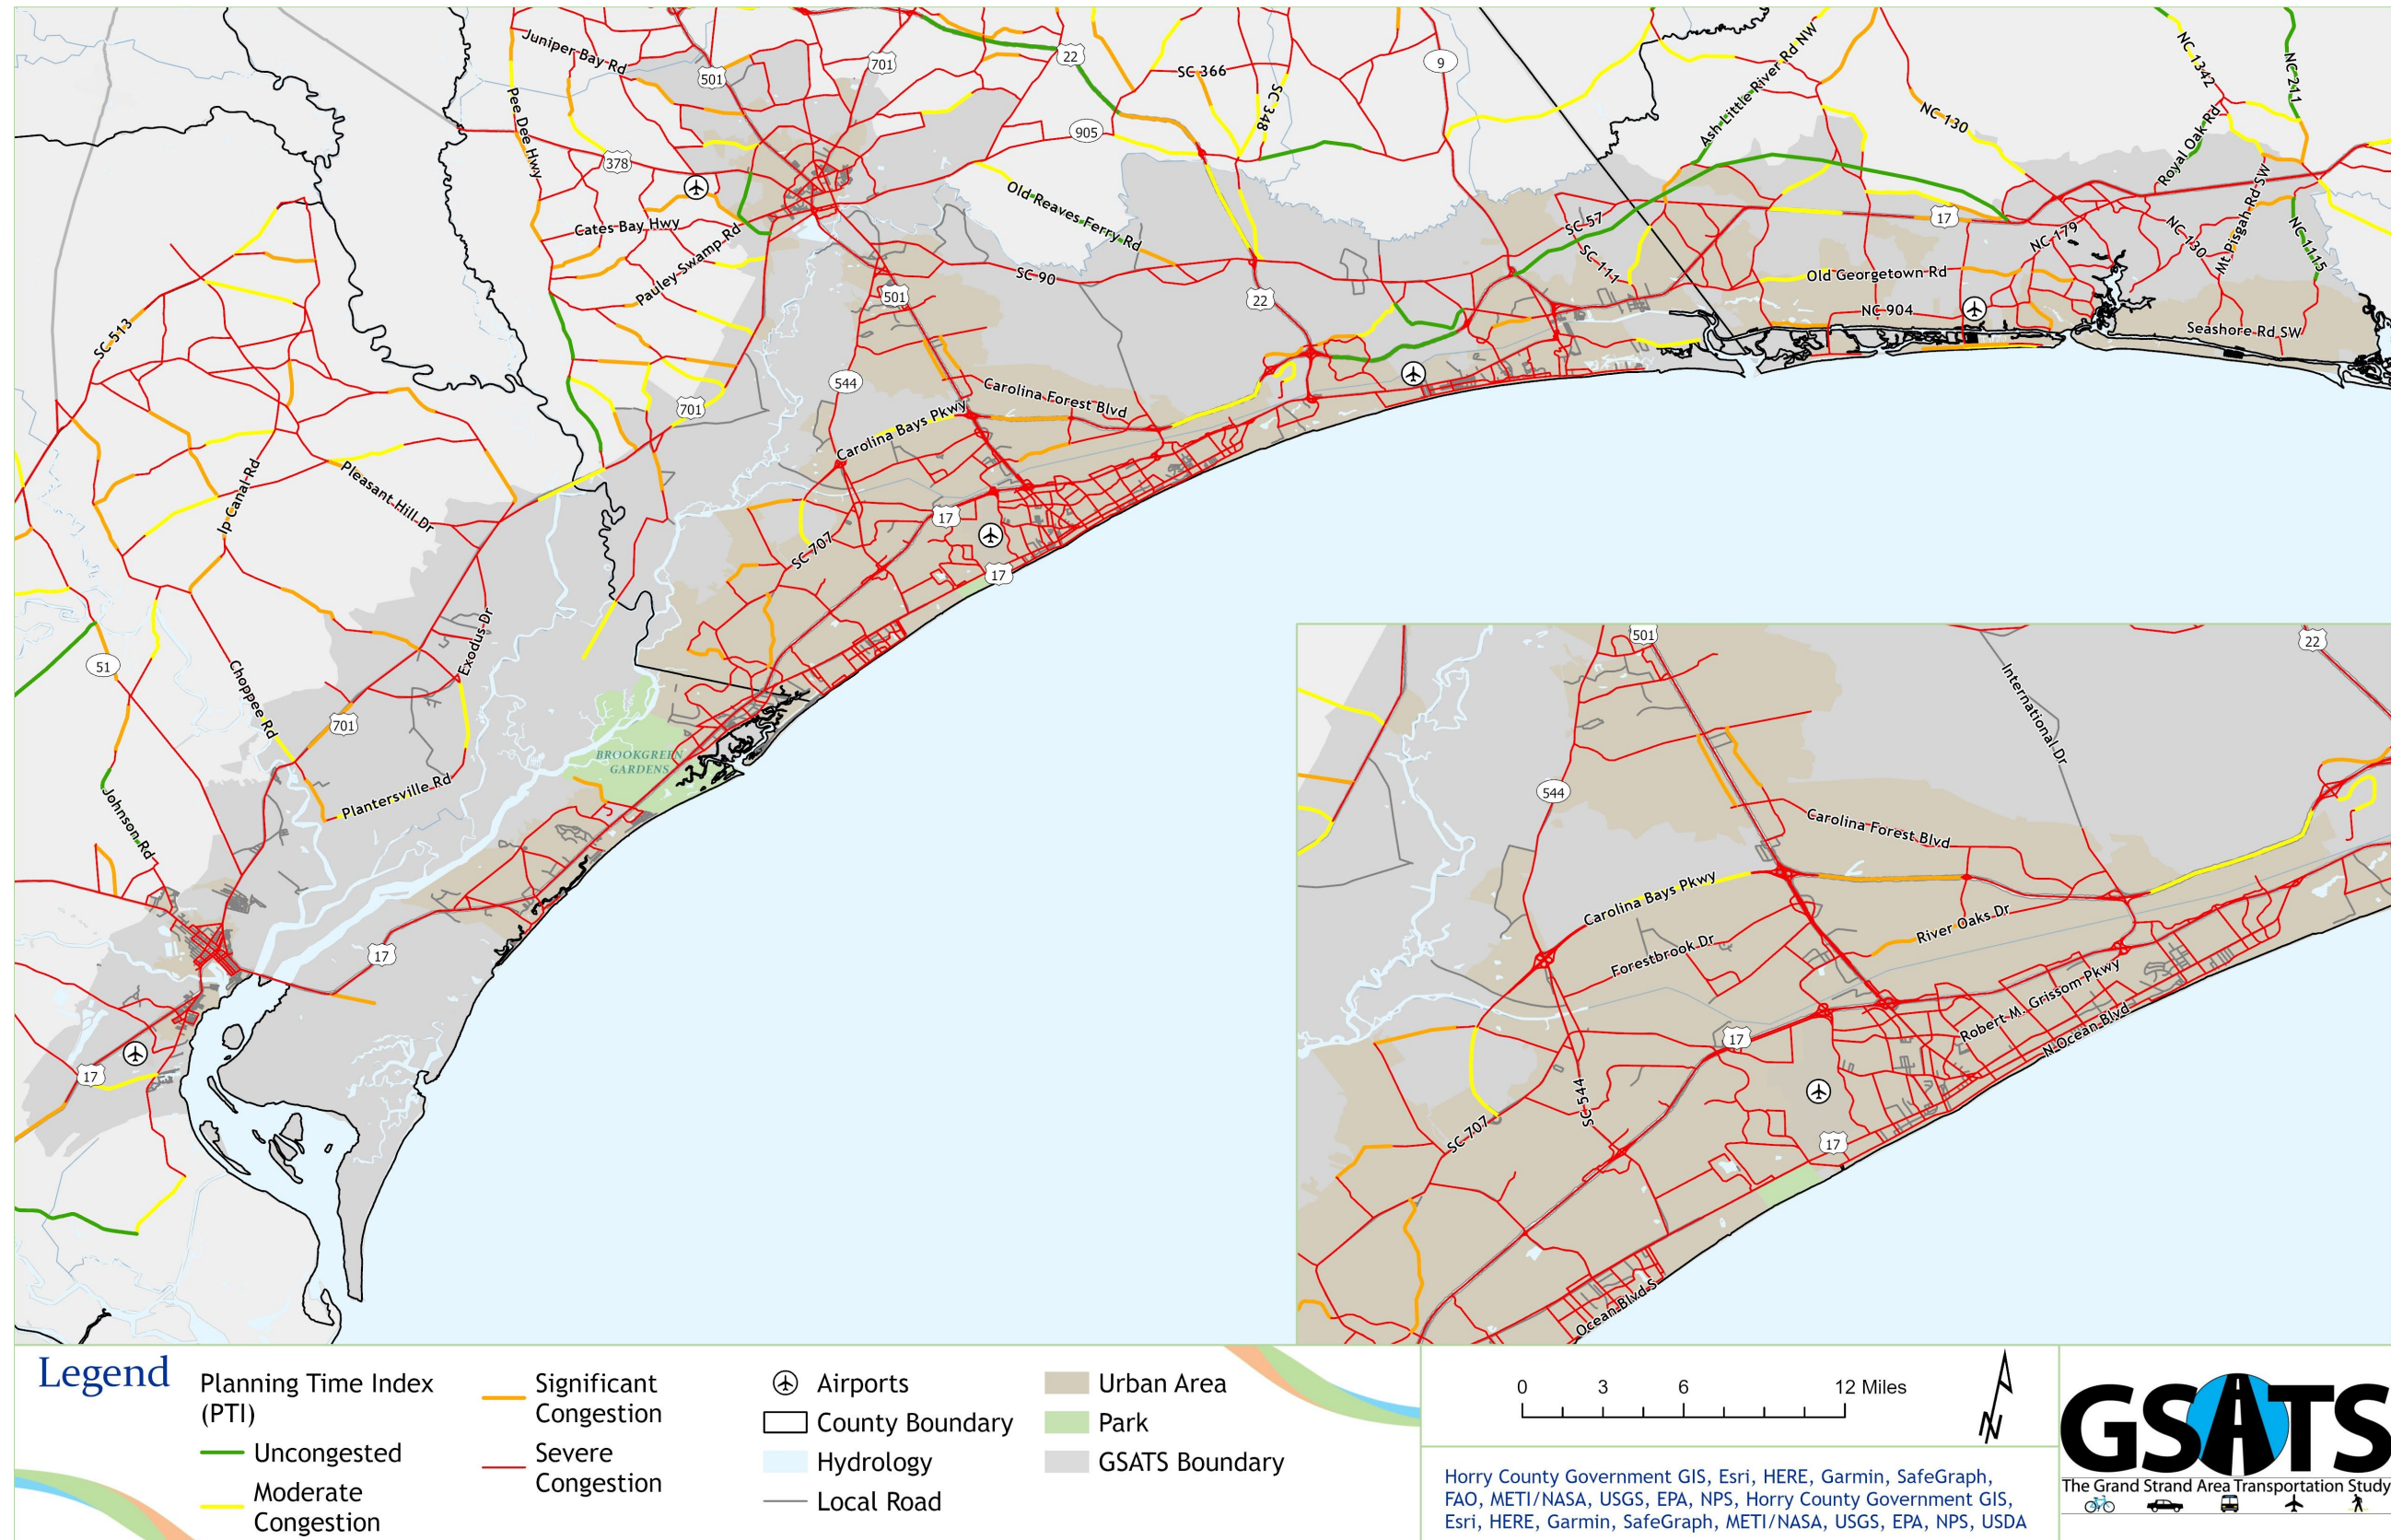 Juniper Bay Rd
501
701
22
SC 366
9
Ash Little River Rd NW
NC 130
NC 1342
NC 211
Pee Dee Hwy
378
905
SC 348
Royal Oak Rd
Cates Bay Hwy
Pauley Swamp Rd
Old Reaves Ferry Rd
SC 90
SC 57
SC 111
17
NC 179
NC 130
Mt Pisgah Rd SW
NC 1115
501
22
Old Georgetown Rd
NC 904
Seashore Rd SW
SC 513
544
701
Carolina Forest Blvd
Carolina Bays Pkwy
Jp Canal Rd
Pleasant Hill Dr
17
SC 707
17
51
Choppee Rd
Exodus Dr
701
BROOKGREEN
GARDENS
Johnson Rd
Plantersville Rd
17
17
501
22
International Dr
544
Carolina Forest Blvd
Carolina Bays Pkwy
River Oaks Dr
Forestbrook Dr
17
Robert M. Grissom Pkwy
N Ocean Blvd
SC 544
SC 707
17
Ocean Blvd S
Legend
Planning Time Index
(PTI)
Uncongested
Moderate
Congestion
Significant
Congestion
Severe
Congestion
Airports
County Boundary
Hydrology
Local Road
Urban Area
Park
GSATS Boundary
0 3 6 12 Miles
N
Horry County Government GIS, Esri, HERE, Garmin, SafeGraph,
FAO, METI/NASA, USGS, EPA, NPS, Horry County Government GIS,
Esri, HERE, Garmin, SafeGraph, METI/NASA, USGS, EPA, NPS, USDA
GSATS
The Grand Strand Area Transportation Study